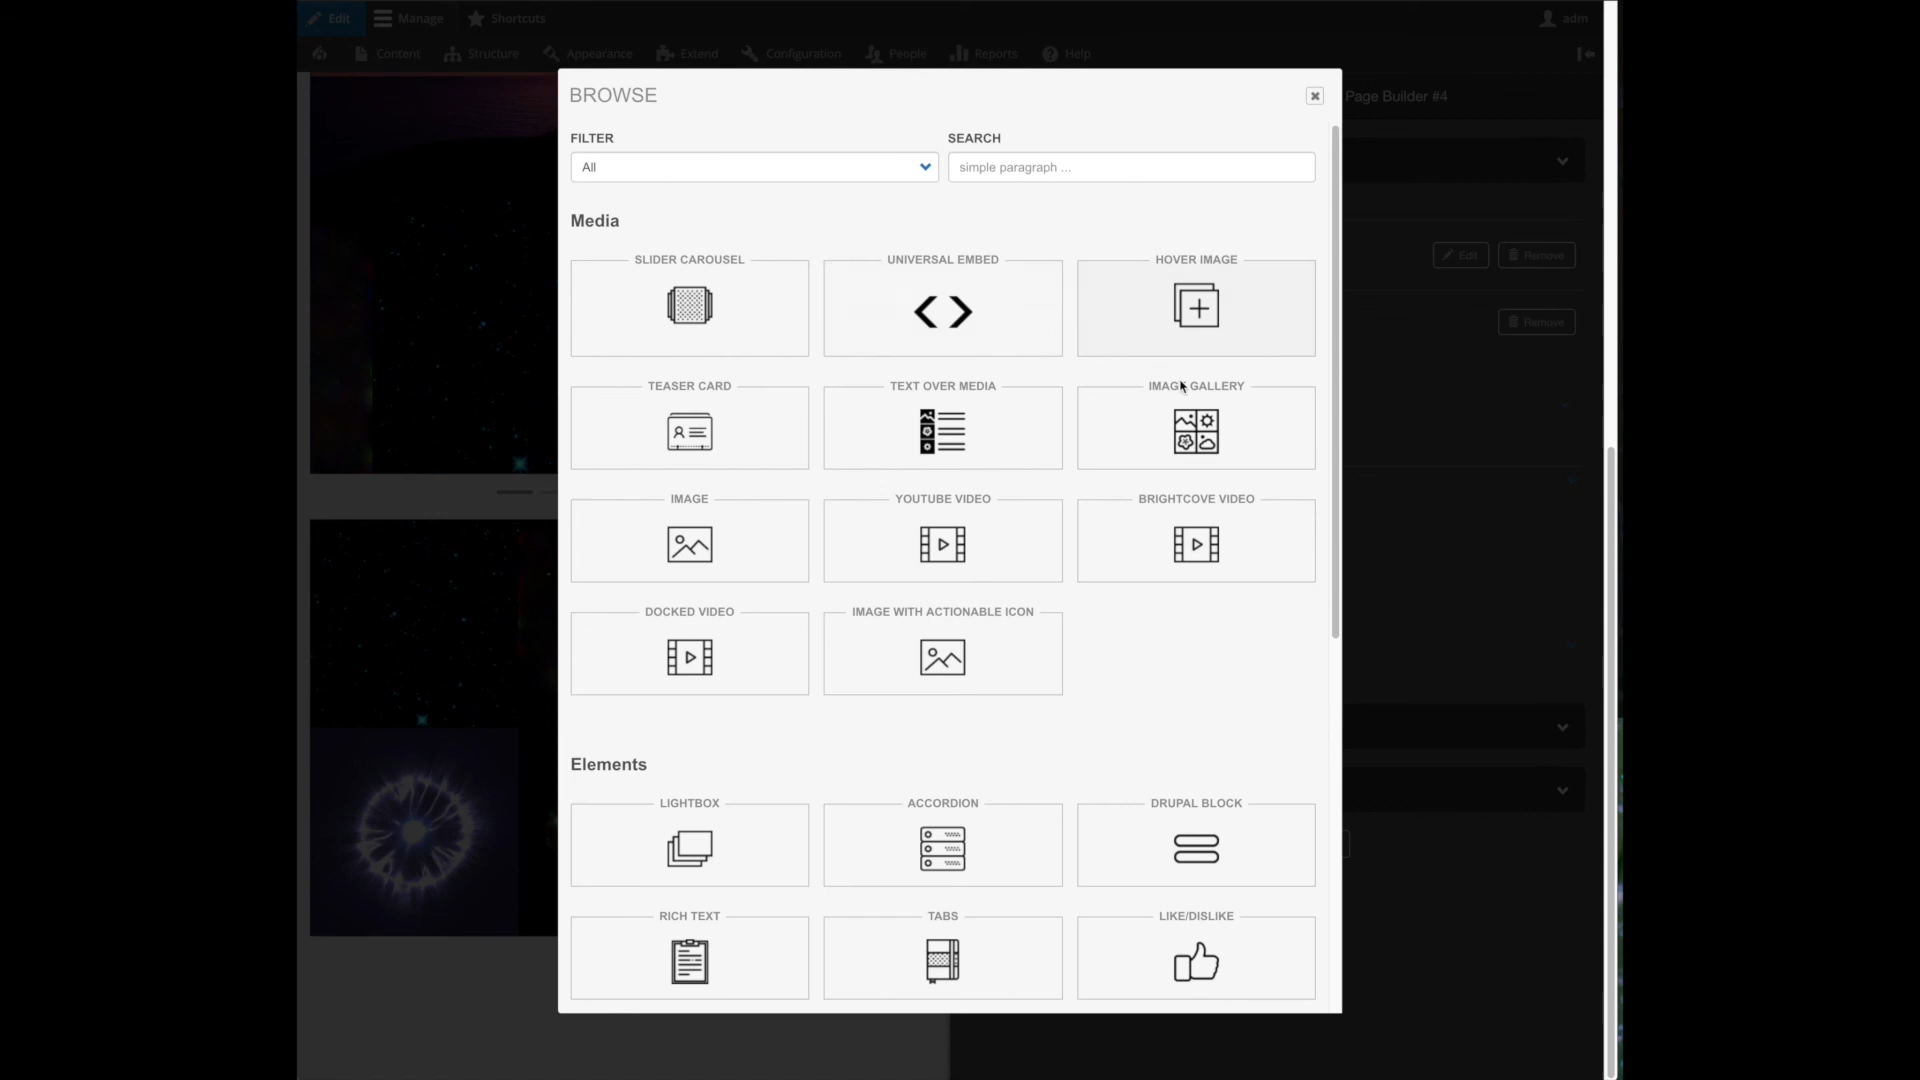 Edit Manage Shortcuts adm
Content Structure Appearance Extend Configuration People Reports Help
BROWSE
Page Builder #4
FILTER SEARCH
All simple paragraph ...
Media
SLIDER CAROUSEL UNIVERSAL EMBED HOVER IMAGE
Edit Remove
Remove
TEASER CARD TEXT OVER MEDIA IMAGE GALLERY
IMAGE YOUTUBE VIDEO BRIGHTCOVE VIDEO
DOCKED VIDEO IMAGE WITH ACTIONABLE ICON
Elements
LIGHTBOX ACCORDION DRUPAL BLOCK
RICH TEXT TABS LIKE/DISLIKE